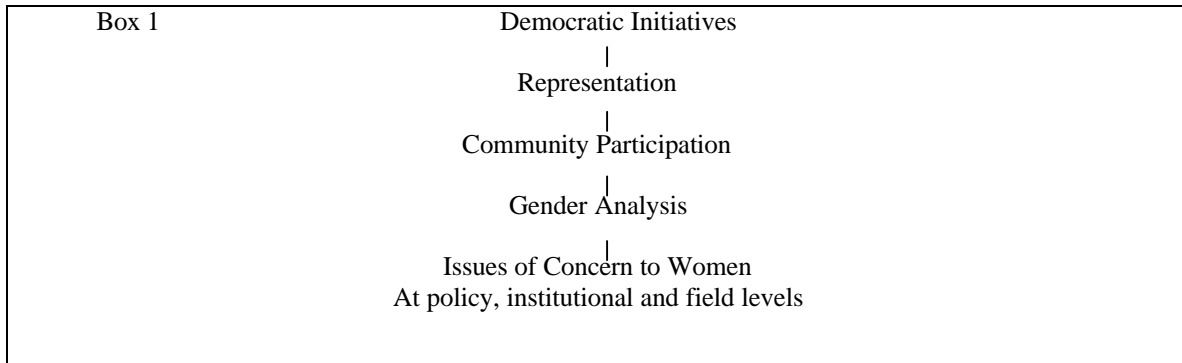 Box 1 Democratic Initiatives
Representation
Community Participation
Gender Analysis
Issues of Concern to Women
At policy, institutional and field levels